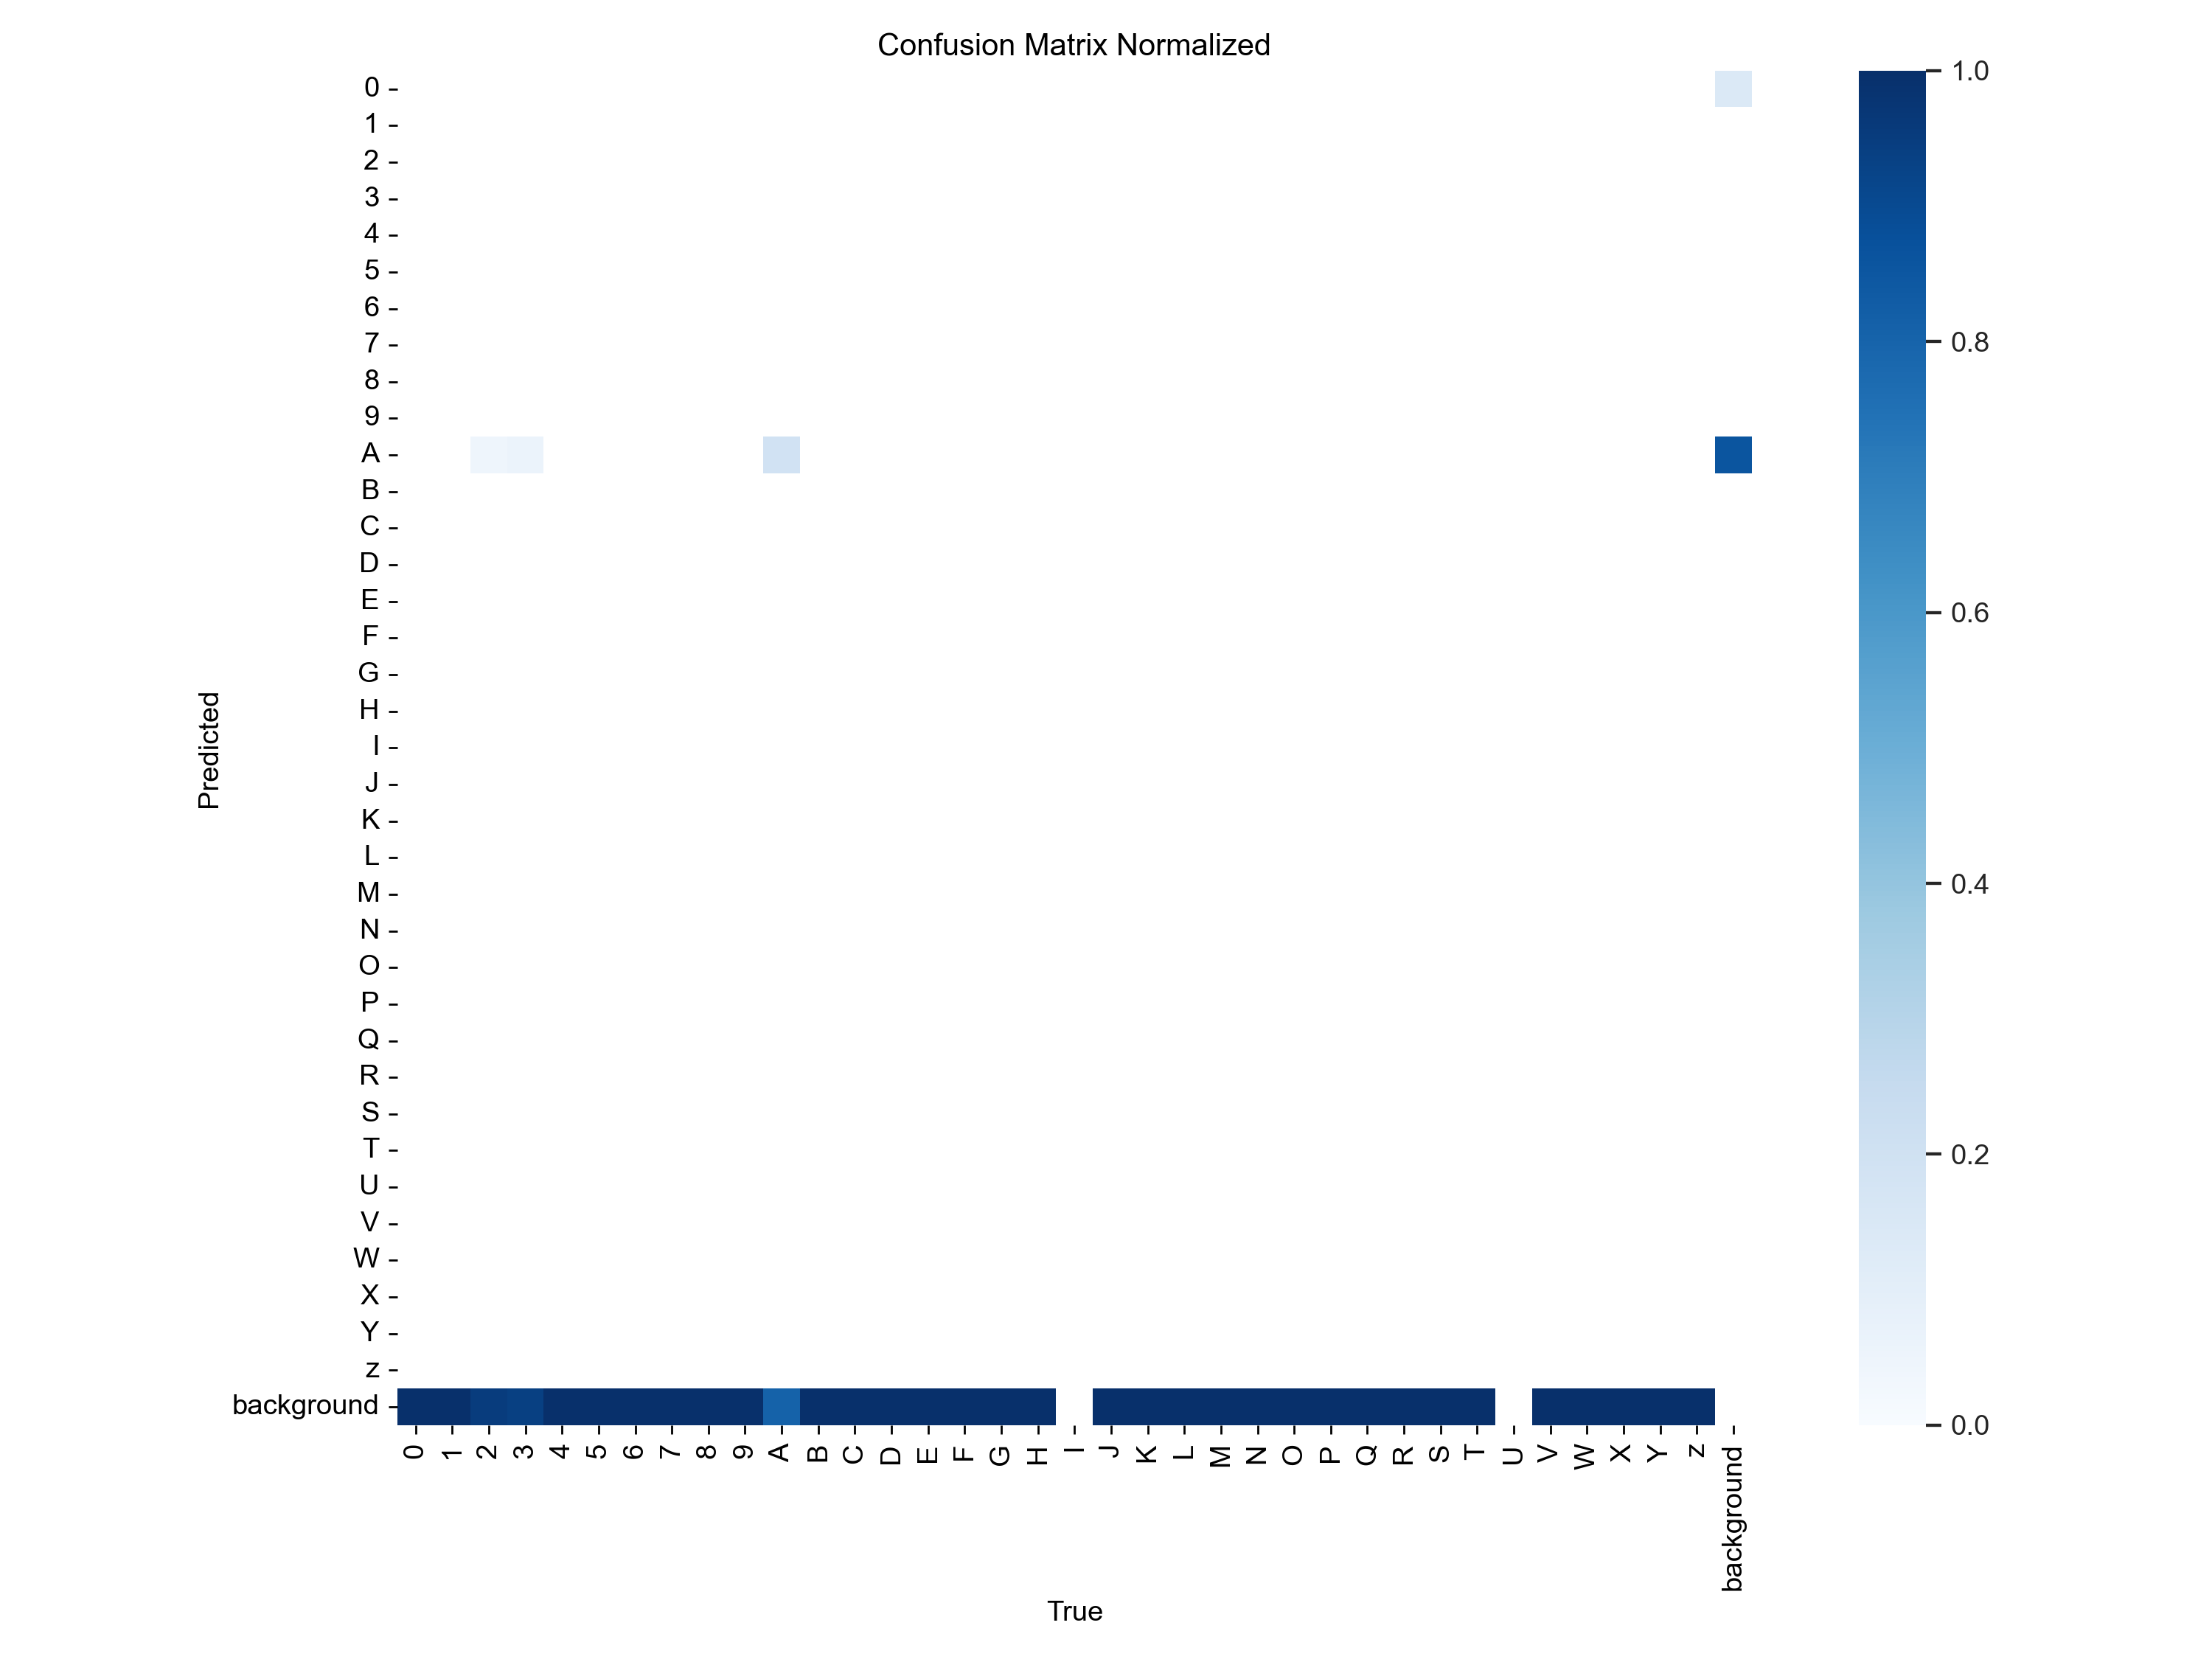 Confusion Matrix Normalized
0
1
2
3
4
5
6
7
8
9
A
B
C
D
E
F
G
H
I
J
K
L
M
N
O
P
Q
R
S
T
U
V
W
X
Y
z
background
Predicted
0 1 2 3 4 5 6 7 8 9 A B C D E F G H I J K L M N O P Q R S T U V W X Y z background
True
1.0
0.8
0.6
0.4
0.2
0.0